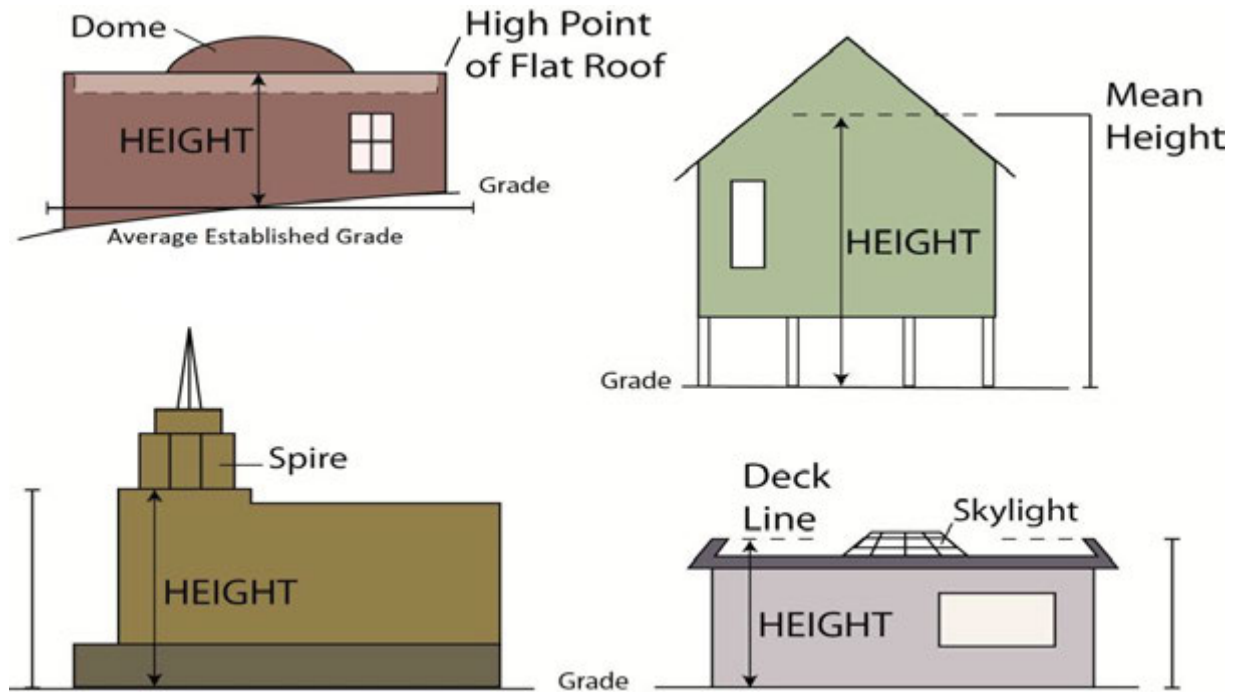 Dome
High Point
of Flat Roof
HEIGHT
Grade
Average Established Grade
Mean
Height
HEIGHT
Grade
Spire
HEIGHT
Grade
Deck
Line
Skylight
HEIGHT